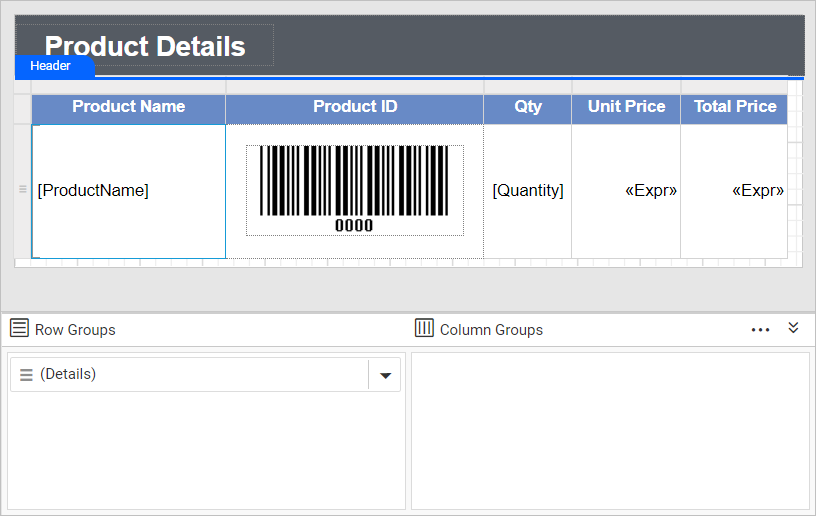 Product Details
Header
Product Name Product ID Qty Unit Price Total Price
[ProductName] [Quantity] «Expr» «Expr»
0000
Row Groups Column Groups
(Details)